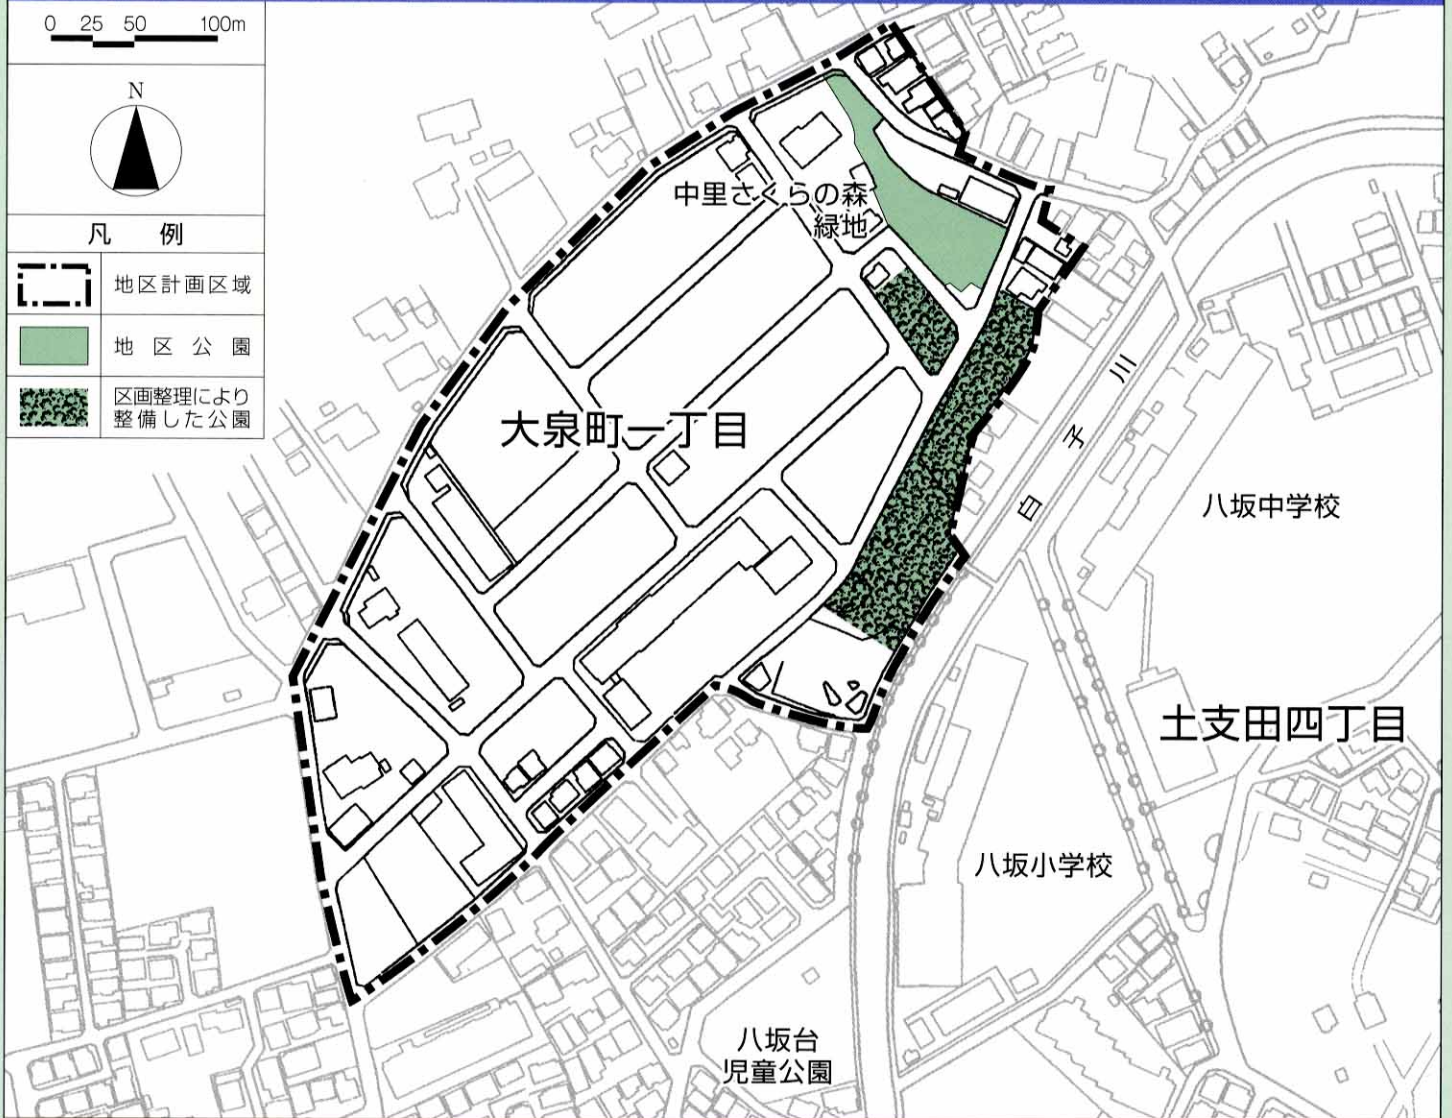 0 25 50 100m
N
凡 例
地区計画区域
地区公園
区画整理により
整備した公園
中里さくらの森
緑地
大泉町一丁目
白子川
八坂中学校
土支田四丁目
八坂小学校
八坂台
児童公園